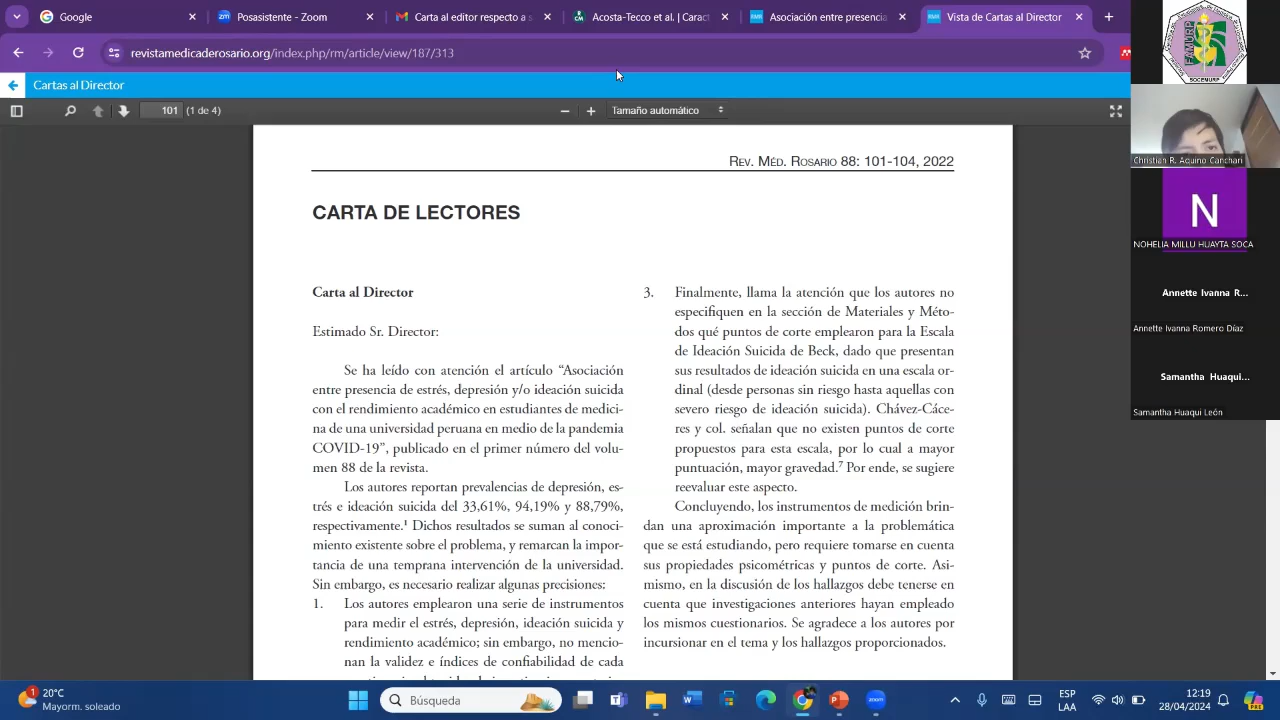 Google
Posasistente - Zoom
Carta al editor respecto a s
Acosta-Tecco et al. | Caract
Asociación entre presencia
Vista de Cartas al Director
revistamedicaderosario.org/index.php/rm/article/view/187/313
Cartas al Director
101 (1 de 4)
Tamaño automático
REV. MÉD. ROSARIO 88: 101-104, 2022
CARTA DE LECTORES
Carta al Director
Estimado Sr. Director:
Se ha leído con atención el artículo “Asociación
entre presencia de estrés, depresión y/o ideación suicida
con el rendimiento académico en estudiantes de medici-
na de una universidad peruana en medio de la pandemia
COVID-19”, publicado en el primer número del volu-
men 88 de la revista.
Los autores reportan prevalencias de depresión, es-
trés e ideación suicida del 33,61%, 94,19% y 88,79%,
respectivamente.¹ Dichos resultados se suman al conoci-
miento existente sobre el problema, y remarcan la impor-
tancia de una temprana intervención de la universidad.
Sin embargo, es necesario realizar algunas precisiones:
1. Los autores emplearon una serie de instrumentos
para medir el estrés, depresión, ideación suicida y
rendimiento académico; sin embargo, no mencio-
nan la validez e índices de confiabilidad de cada
3. Finalmente, llama la atención que los autores no
especifiquen en la sección de Materiales y Méto-
dos qué puntos de corte emplearon para la Escala
de Ideación Suicida de Beck, dado que presentan
sus resultados de ideación suicida en una escala or-
dinal (desde personas sin riesgo hasta aquellas con
severo riesgo de ideación suicida). Chávez-Cáce-
res y col. señalan que no existen puntos de corte
propuestos para esta escala, por lo cual a mayor
puntuación, mayor gravedad.⁷ Por ende, se sugiere
reevaluar este aspecto.
Concluyendo, los instrumentos de medición brin-
dan una aproximación importante a la problemática
que se está estudiando, pero requiere tomarse en cuenta
sus propiedades psicométricas y puntos de corte. Asi-
mismo, en la discusión de los hallazgos debe tenerse en
cuenta que investigaciones anteriores hayan empleado
los mismos cuestionarios. Se agradece a los autores por
incursionar en el tema y los hallazgos proporcionados.
FAMURP
SOCEMURP
Christian R. Aquino Canchari
N
NOHELIA MILLU HUAYTA SOCA
Annette Ivanna R...
Annette Ivanna Romero Díaz
Samantha Huaqui...
Samantha Huaqui León
1
20°C
Mayorm. soleado
Búsqueda
ESP
LAA
12:19
28/04/2024